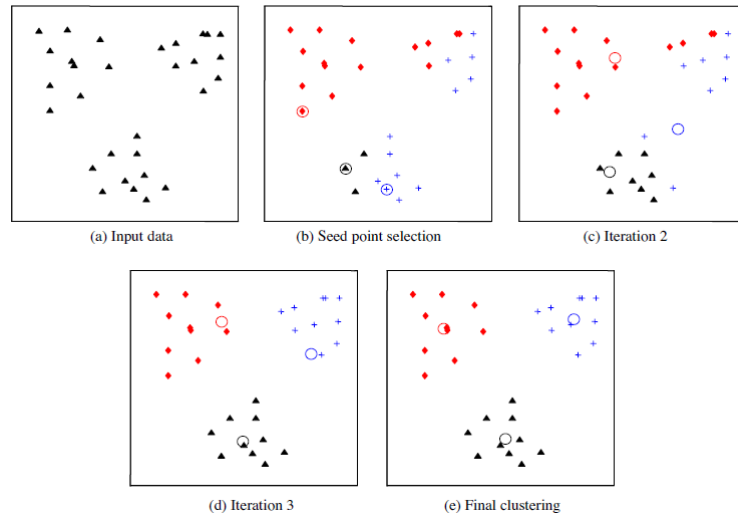 (a) Input data
(b) Seed point selection
(c) Iteration 2
(d) Iteration 3
(e) Final clustering